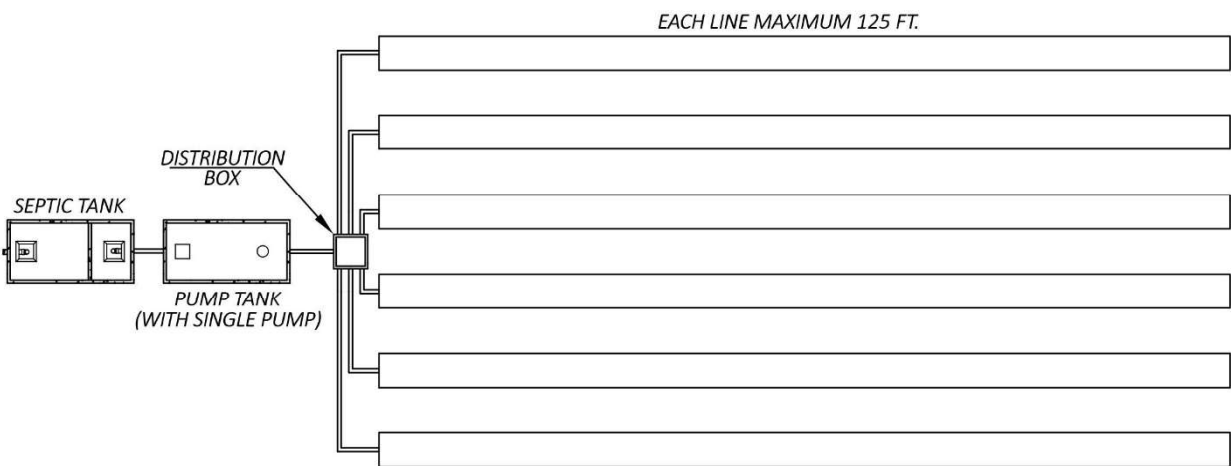 EACH LINE MAXIMUM 125 FT.
DISTRIBUTION
BOX
SEPTIC TANK
PUMP TANK
(WITH SINGLE PUMP)